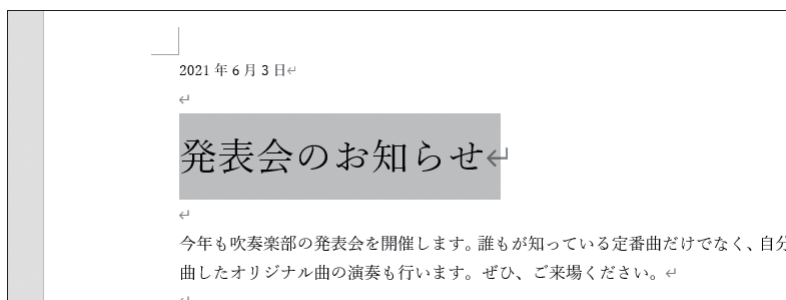 2021 年 6 月 3 日↵
↵
発表会のお知らせ↵
↵
今年も吹奏楽部の発表会を開催します。誰もが知っている定番曲だけでなく、自分
曲したオリジナル曲の演奏も行います。ぜひ、ご来場ください。↵
↵